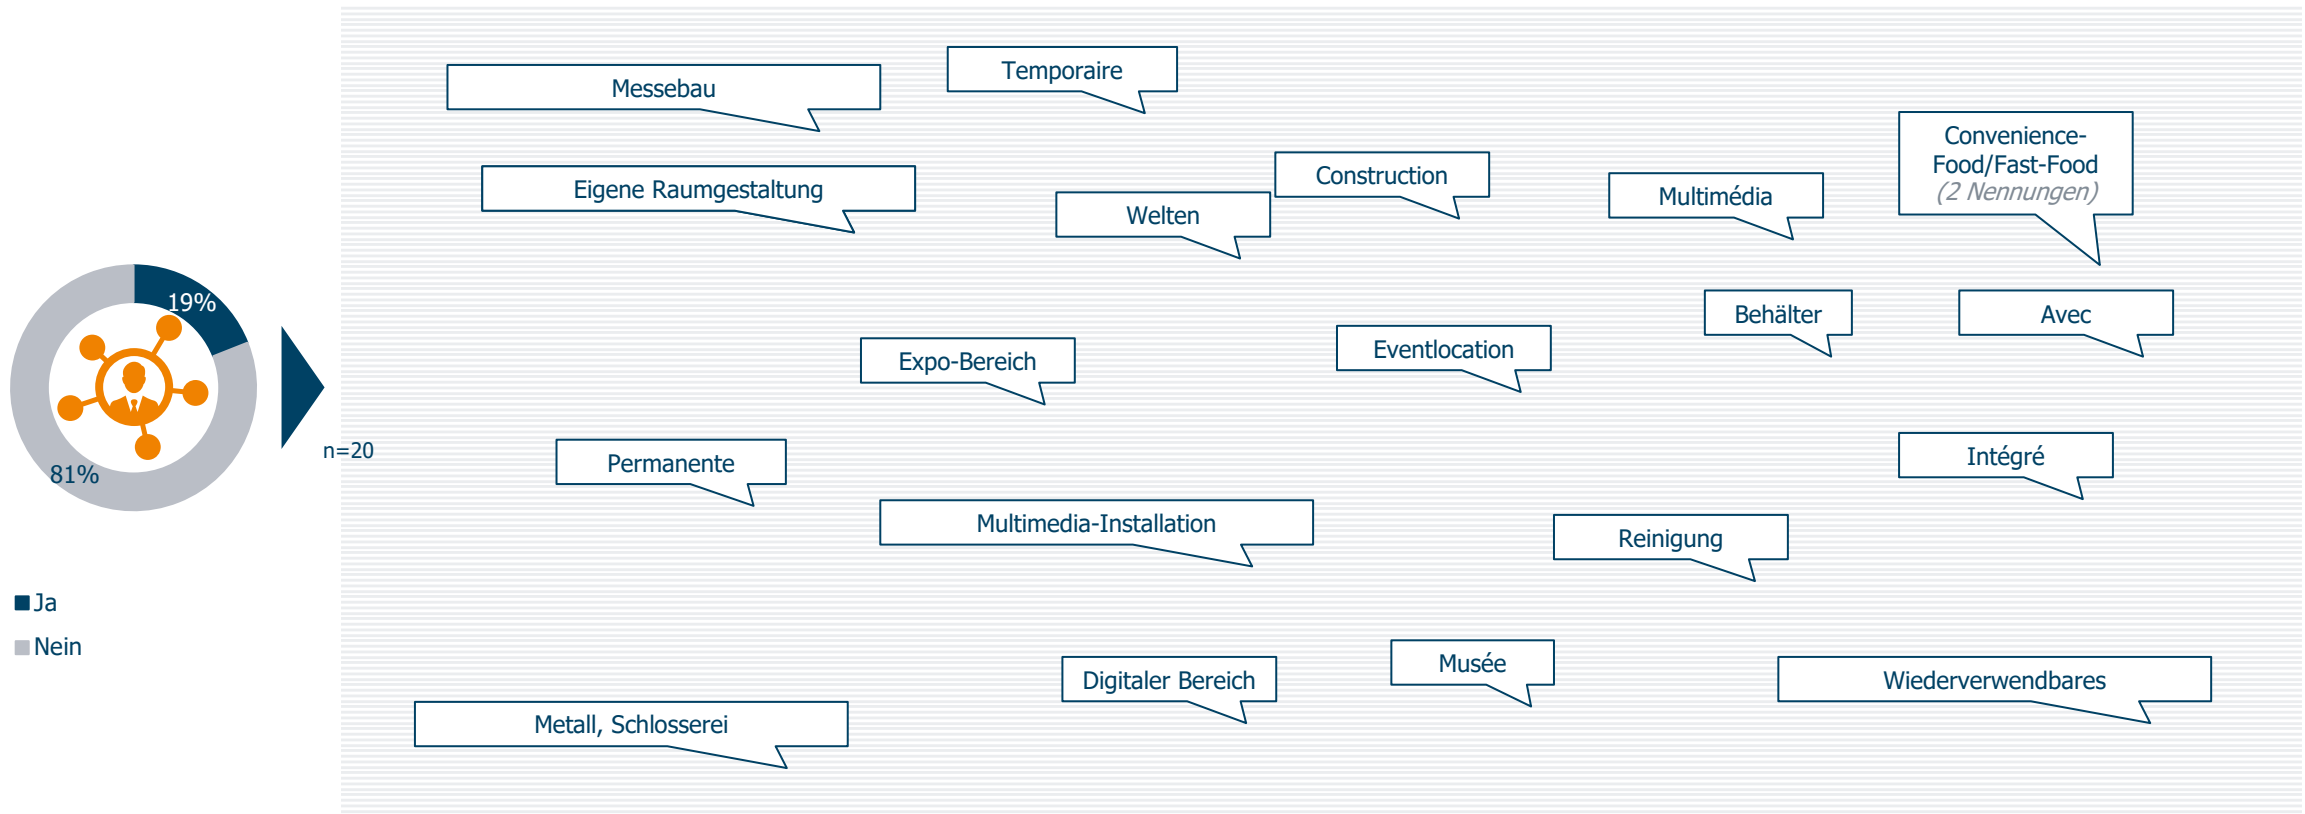 Temporaire
Messebau
Convenience-
Food/Fast-Food
(2 Nennungen)
Construction
Eigene Raumgestaltung
Multimédia
Welten
19%
Behälter
Avec
Eventlocation
Expo-Bereich
n=20
Permanente
Intégré
81%
Multimedia-Installation
Reinigung
Ja
Nein
Musée
Digitaler Bereich
Wiederverwendbares
Metall, Schlosserei